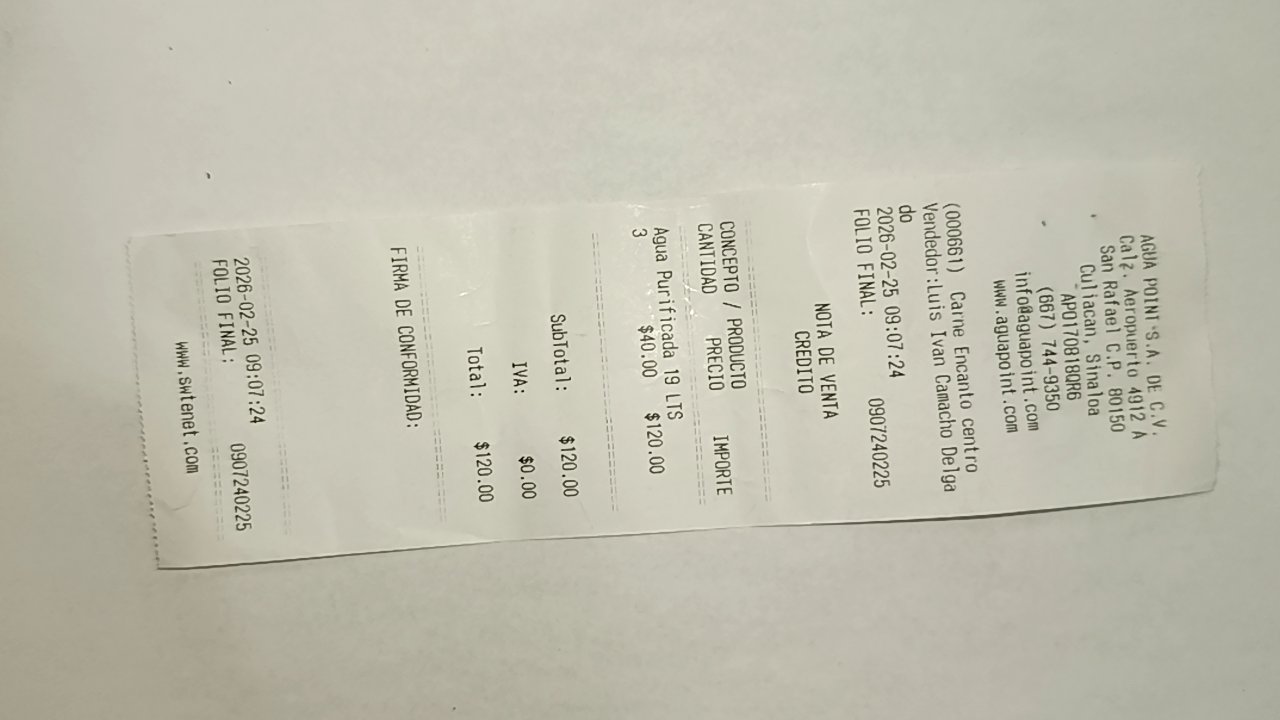 AGUA POINT S.A. DE C.V.
Calz. Aeropuerto 4912 A
San Rafael C.P. 80150
Culiacan, Sinaloa
APO170818QR6
(667) 744-9350
info@aguapoint.com
www.aguapoint.com
(000661) Carne Encanto centro
Vendedor:Luis Ivan Camacho Delga
do
2026-02-25 09:07:24
FOLIO FINAL: 0907240225
NOTA DE VENTA
CREDITO
CONCEPTO / PRODUCTO
CANTIDAD PRECIO IMPORTE
Agua Purificada 19 LTS
3 $40.00 $120.00
SubTotal: $120.00
IVA: $0.00
Total: $120.00
FIRMA DE CONFORMIDAD:
2026-02-25 09:07:24
FOLIO FINAL: 0907240225
www.swtenet.com